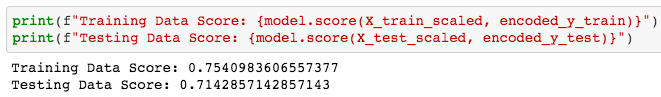 print(f"Training Data Score: {model.score(X_train_scaled, encoded_y_train)}")
print(f"Testing Data Score: {model.score(X_test_scaled, encoded_y_test)}")
Training Data Score: 0.7540983606557377
Testing Data Score: 0.7142857142857143